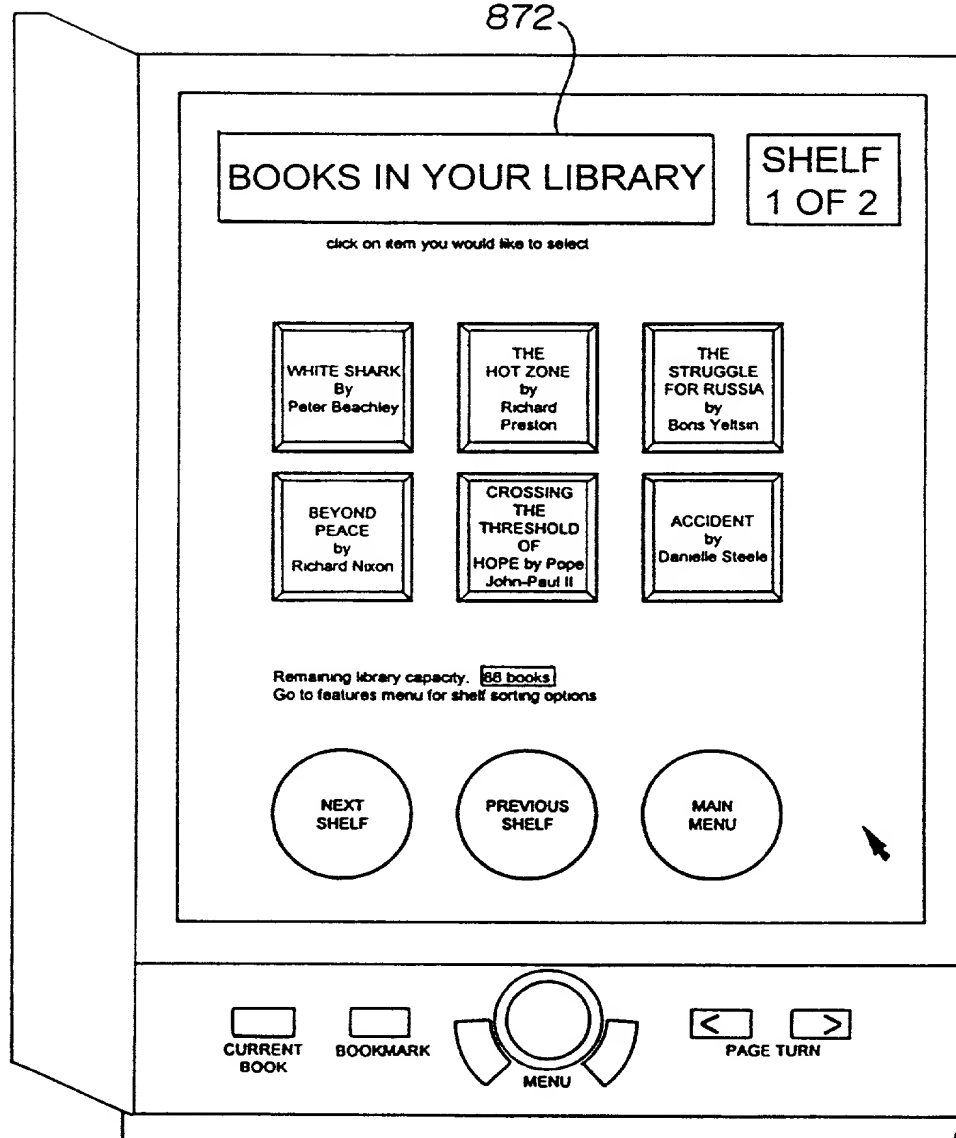 872
BOOKS IN YOUR LIBRARY
SHELF
1 OF 2
click on item you would like to select
WHITE SHARK
By
Peter Beachley
THE
HOT ZONE
by
Richard
Preston
THE
STRUGGLE
FOR RUSSIA
by
Boris Yeltsin
BEYOND
PEACE
by
Richard Nixon
CROSSING
THE
THRESHOLD
OF
HOPE by Pope
John-Paul II
ACCIDENT
by
Danielle Steele
Remaining library capacity. 88 books
Go to features menu for shelf sorting options
NEXT
SHELF
PREVIOUS
SHELF
MAIN
MENU
CURRENT
BOOK
BOOKMARK
MENU
< >
PAGE TURN